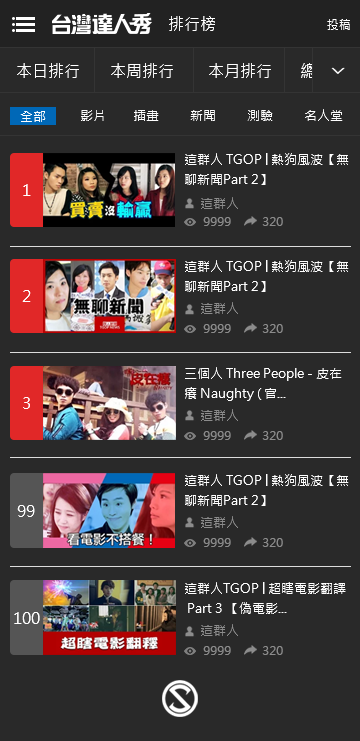 台灣達人秀 排行榜 投稿
本日排行 本周排行 本月排行 總
全部 影片 插畫 新聞 測驗 名人堂
1
買賣沒輸贏
這群人 TGOP | 熱狗風波【無
聊新聞Part 2】
這群人
9999 320
2
無聊新聞
這群人 TGOP | 熱狗風波【無
聊新聞Part 2】
這群人
9999 320
3
皮在癢
三個人 Three People - 皮在
癢 Naughty ( 官...
這群人
9999 320
99
看電影不搭餐！
這群人 TGOP | 熱狗風波【無
聊新聞Part 2】
這群人
9999 320
100
超瞎電影翻譯
這群人TGOP | 超瞎電影翻譯
Part 3 【 偽電影...
這群人
9999 320
S